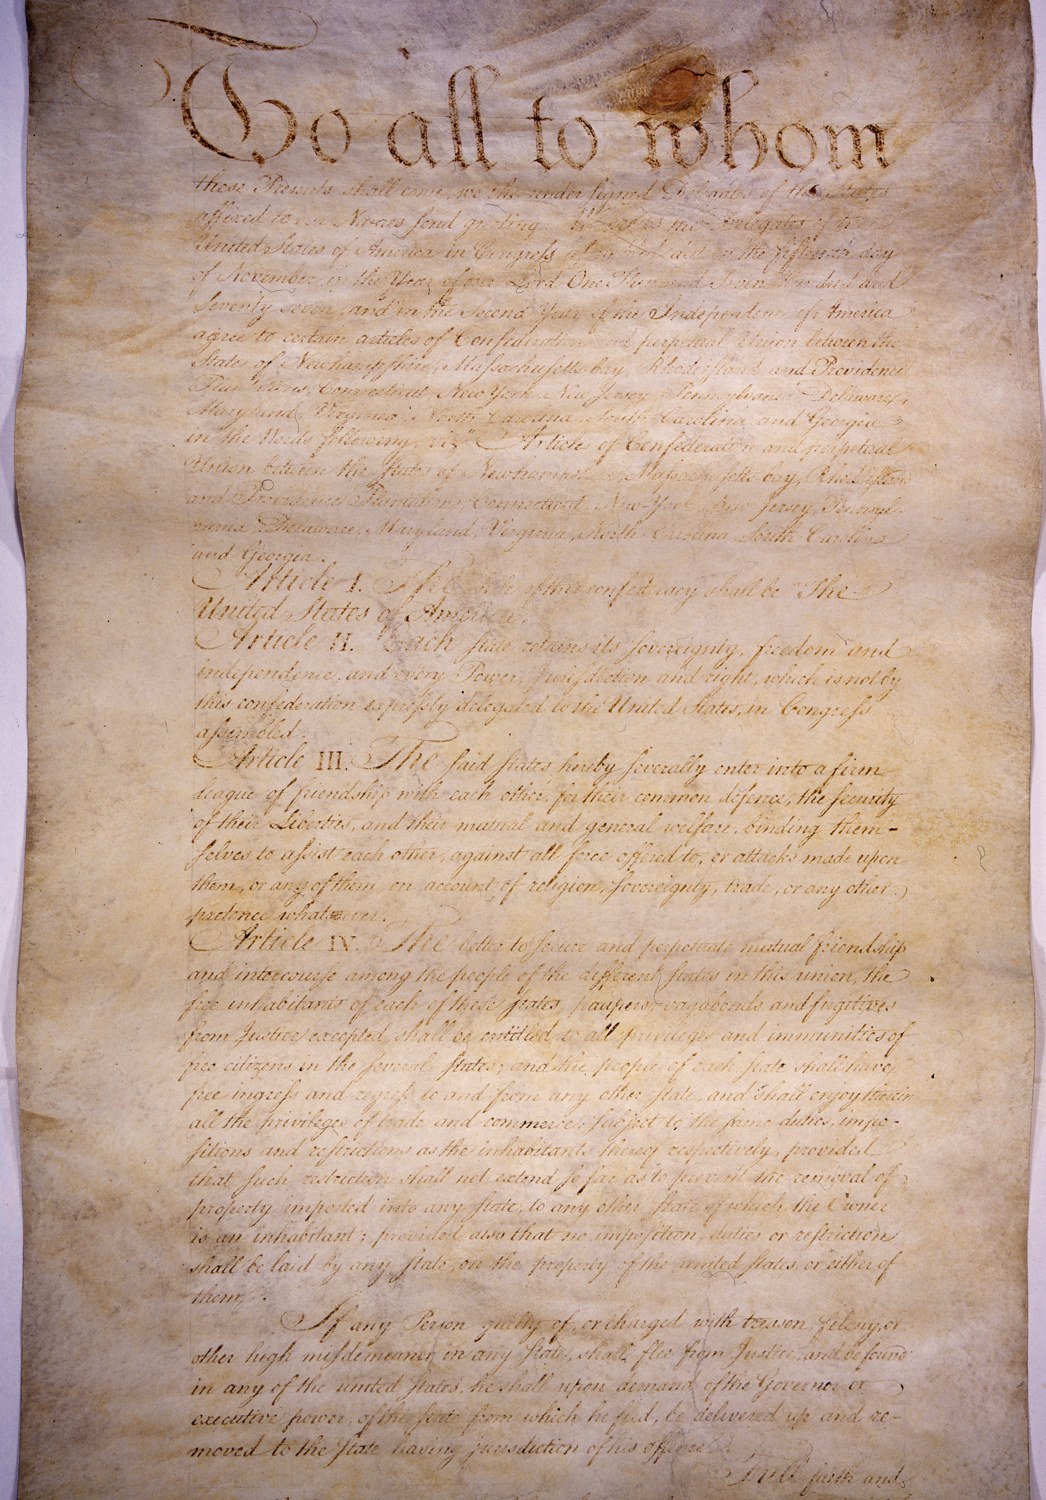 To all to whom
these Presents shall come, we the under signed Delegates of the States
affixed to our Names send greeting. Whereas the Delegates of the
United States of America in Congress assembled did on the fifteenth day
of November in the Year of our Lord One Thousand Seven Hundred and
Seventy seven, and in the Second Year of the Independence of America
agree to certain articles of Confederation and perpetual Union between the
States of Newhampshire, Massachusetts-bay, Rhodeisland and Providence
Plantations, Connecticut, New York, New Jersey, Pennsylvania, Delaware,
Maryland, Virginia, North-Carolina, South-Carolina and Georgia
in the Words following, viz. "Articles of Confederation and perpetual
Union between the States of Newhampshire, Massachusetts-bay, Rhodeisland
and Providence Plantations, Connecticut, New-York, New-Jersey, Pennsyl-
vania, Delaware, Maryland, Virginia, North-Carolina South-Carolina
and Georgia.
Article I. The Stile of this confederacy shall be "The
United States of America."
Article II. Each state retains its sovereignty, freedom and
independence, and every Power, Jurisdiction and right, which is not by
this confederation expressly delegated to the United States, in Congress
assembled.
Article III. The said states hereby severally enter into a firm
league of friendship with each other, for their common defence, the security
of their Liberties, and their mutual and general welfare, binding them-
selves to assist each other, against all force offered to, or attacks made upon
them, or any of them, on account of religion, sovereignty, trade, or any other
pretence whatever.
Article IV. The better to secure and perpetuate mutual friendship
and intercourse among the people of the different states in this union, the
free inhabitants of each of these states, paupers, vagabonds and fugitives
from Justice excepted, shall be entitled to all privileges and immunities of
free citizens in the several states; and the people of each state shall have
free ingress and regress to and from any other state, and shall enjoy therein
all the privileges of trade and commerce, subject to the same duties, impo-
sitions and restrictions as the inhabitants thereof respectively, provided
that such restriction shall not extend so far as to prevent the removal of
property imported into any state, to any other state of which the Owner
is an inhabitant; provided also that no imposition, duties or restriction
shall be laid by any state, on the property of the united states, or either of
them.
If any Person guilty of, or charged with treason, felony, or
other high misdemeanor in any state, shall flee from Justice, and be found
in any of the united states, he shall upon demand of the Governor or
executive power, of the state from which he fled, be delivered up and re-
moved to the state having jurisdiction of his offence.
Full faith and